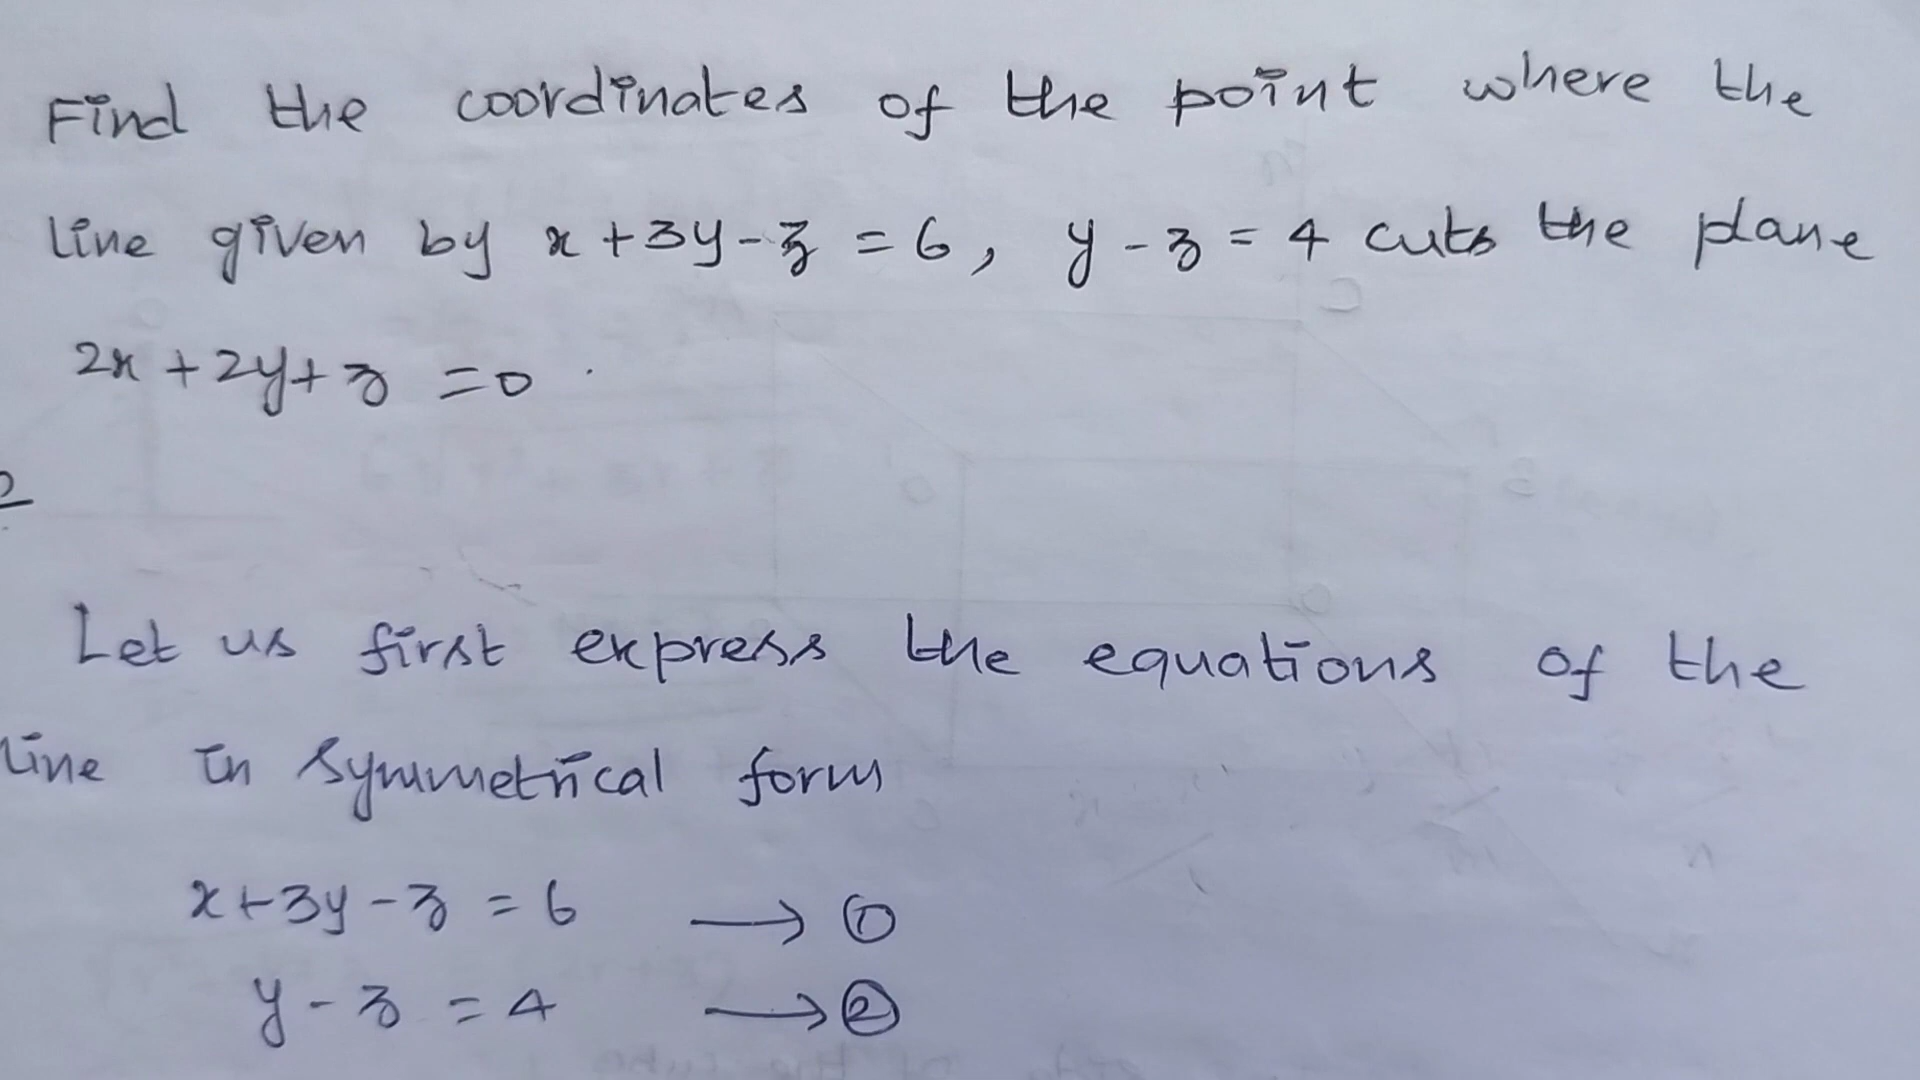 Find the coordinates of the point where the
line given by x + 3y - z = 6, y - z = 4 cuts the plane
2x + 2y + z = 0.
Let us first express the equations of the
line in symmetrical form
x + 3y - z = 6 → ①
y - z = 4 → ②